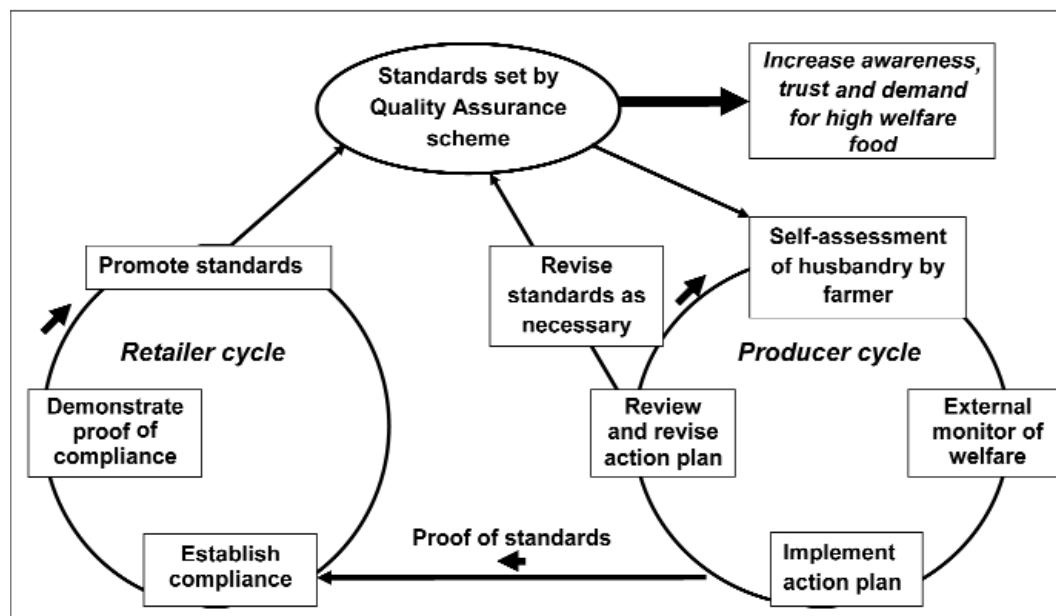 Standards set by
Quality Assurance
scheme
Increase awareness,
trust and demand
for high welfare
food
Promote standards
Revise
standards as
necessary
Self-assessment
of husbandry by
farmer
Retailer cycle
Producer cycle
Demonstrate
proof of
compliance
Review
and revise
action plan
External
monitor of
welfare
Proof of standards
Establish
compliance
Implement
action plan